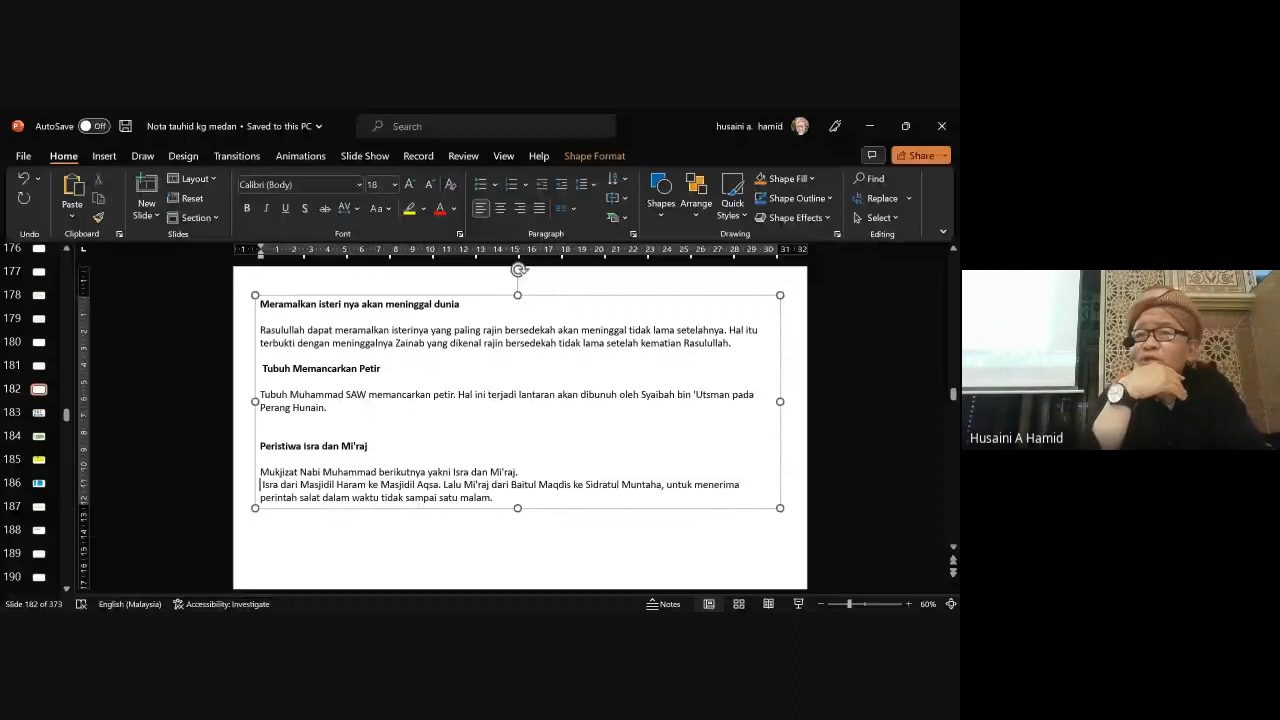 AutoSave Off Nota tauhid kg medan • Saved to this PC Search husaini a. hamid
File Home Insert Draw Design Transitions Animations Slide Show Record Review View Help Shape Format Share
Paste New Slide Layout Reset Section
Calibri (Body) 18
Shapes Arrange Quick Styles Shape Fill Shape Outline Shape Effects
Find Replace Select
Undo Clipboard Slides Font Paragraph Drawing Editing
176
177
178
179
180
181
182
183
184
185
186
187
188
189
190
Meramalkan isteri nya akan meninggal dunia
Rasulullah dapat meramalkan isterinya yang paling rajin bersedekah akan meninggal tidak lama setelahnya. Hal itu
terbukti dengan meninggalnya Zainab yang dikenal rajin bersedekah tidak lama setelah kematian Rasulullah.
Tubuh Memancarkan Petir
Tubuh Muhammad SAW memancarkan petir. Hal ini terjadi lantaran akan dibunuh oleh Syaibah bin 'Utsman pada
Perang Hunain.
Peristiwa Isra dan Mi'raj
Mukjizat Nabi Muhammad berikutnya yakni Isra dan Mi'raj.
Isra dari Masjidil Haram ke Masjidil Aqsa. Lalu Mi'raj dari Baitul Maqdis ke Sidratul Muntaha, untuk menerima
perintah salat dalam waktu tidak sampai satu malam.
Husaini A Hamid
Slide 182 of 373 English (Malaysia) Accessibility: Investigate Notes 60%